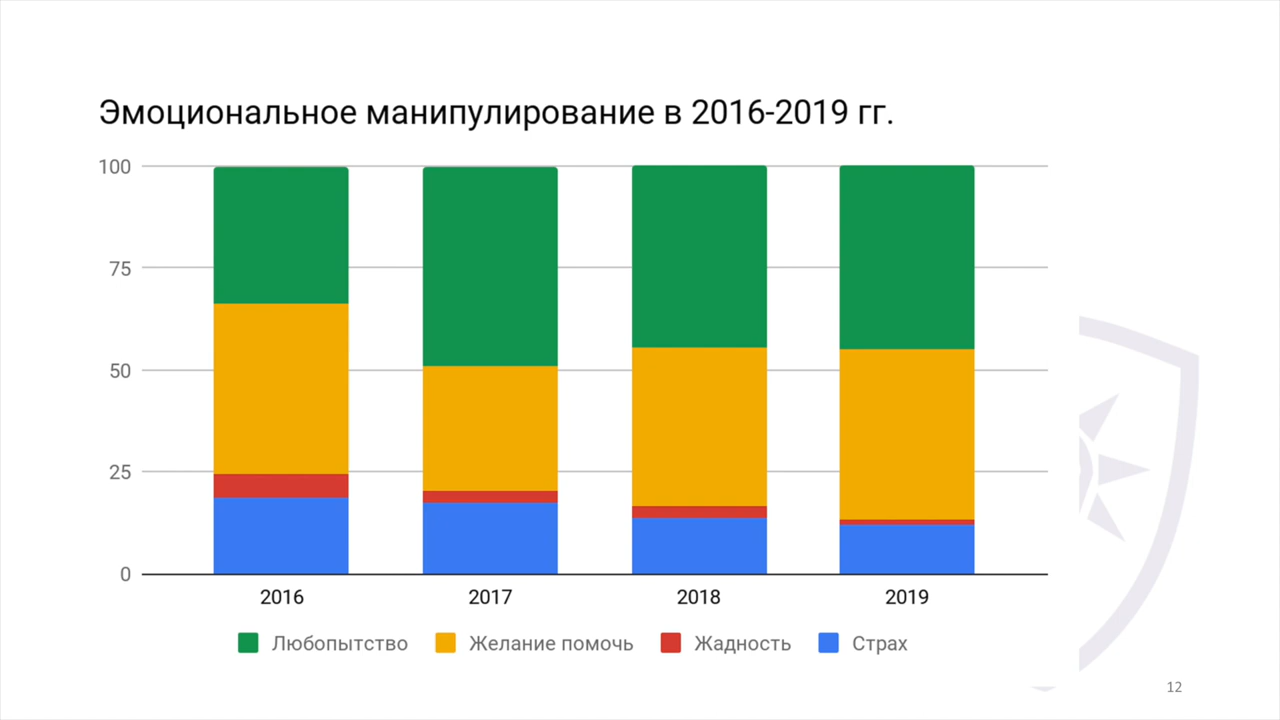 Эмоциональное манипулирование в 2016-2019 гг.
100
75
50
25
0
2016 2017 2018 2019
Любопытство Желание помочь Жадность Страх
12